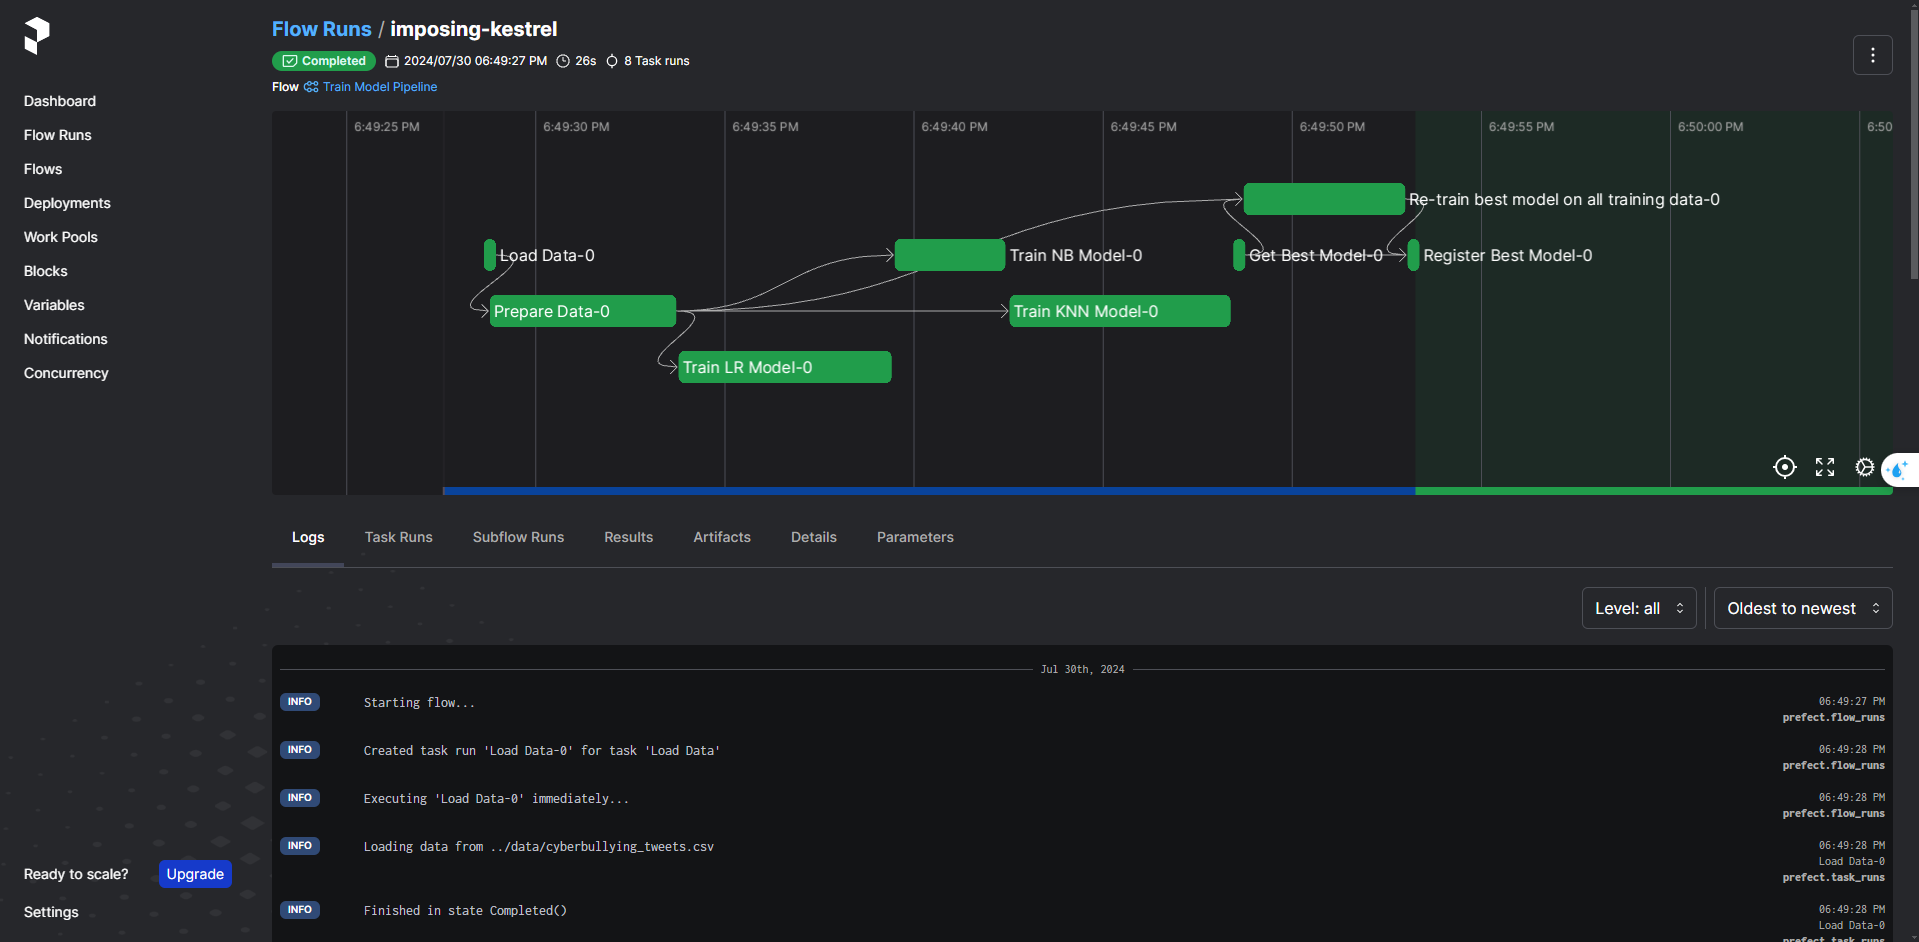 Flow Runs / imposing-kestrel
Completed 2024/07/30 06:49:27 PM 26s 8 Task runs
Flow Train Model Pipeline
Dashboard
Flow Runs
Flows
Deployments
Work Pools
Blocks
Variables
Notifications
Concurrency
Ready to scale? Upgrade
Settings
6:49:25 PM 6:49:30 PM 6:49:35 PM 6:49:40 PM 6:49:45 PM 6:49:50 PM 6:49:55 PM 6:50:00 PM 6:50
Re-train best model on all training data-0
Load Data-0 Train NB Model-0 Get Best Model-0 Register Best Model-0
Prepare Data-0 Train KNN Model-0
Train LR Model-0
Logs Task Runs Subflow Runs Results Artifacts Details Parameters
Level: all Oldest to newest
Jul 30th, 2024
INFO Starting flow... 06:49:27 PM
prefect.flow_runs
INFO Created task run 'Load Data-0' for task 'Load Data' 06:49:28 PM
prefect.flow_runs
INFO Executing 'Load Data-0' immediately... 06:49:28 PM
prefect.flow_runs
INFO Loading data from ../data/cyberbullying_tweets.csv 06:49:28 PM
Load Data-0
prefect.task_runs
INFO Finished in state Completed() 06:49:28 PM
Load Data-0
prefect.task_runs